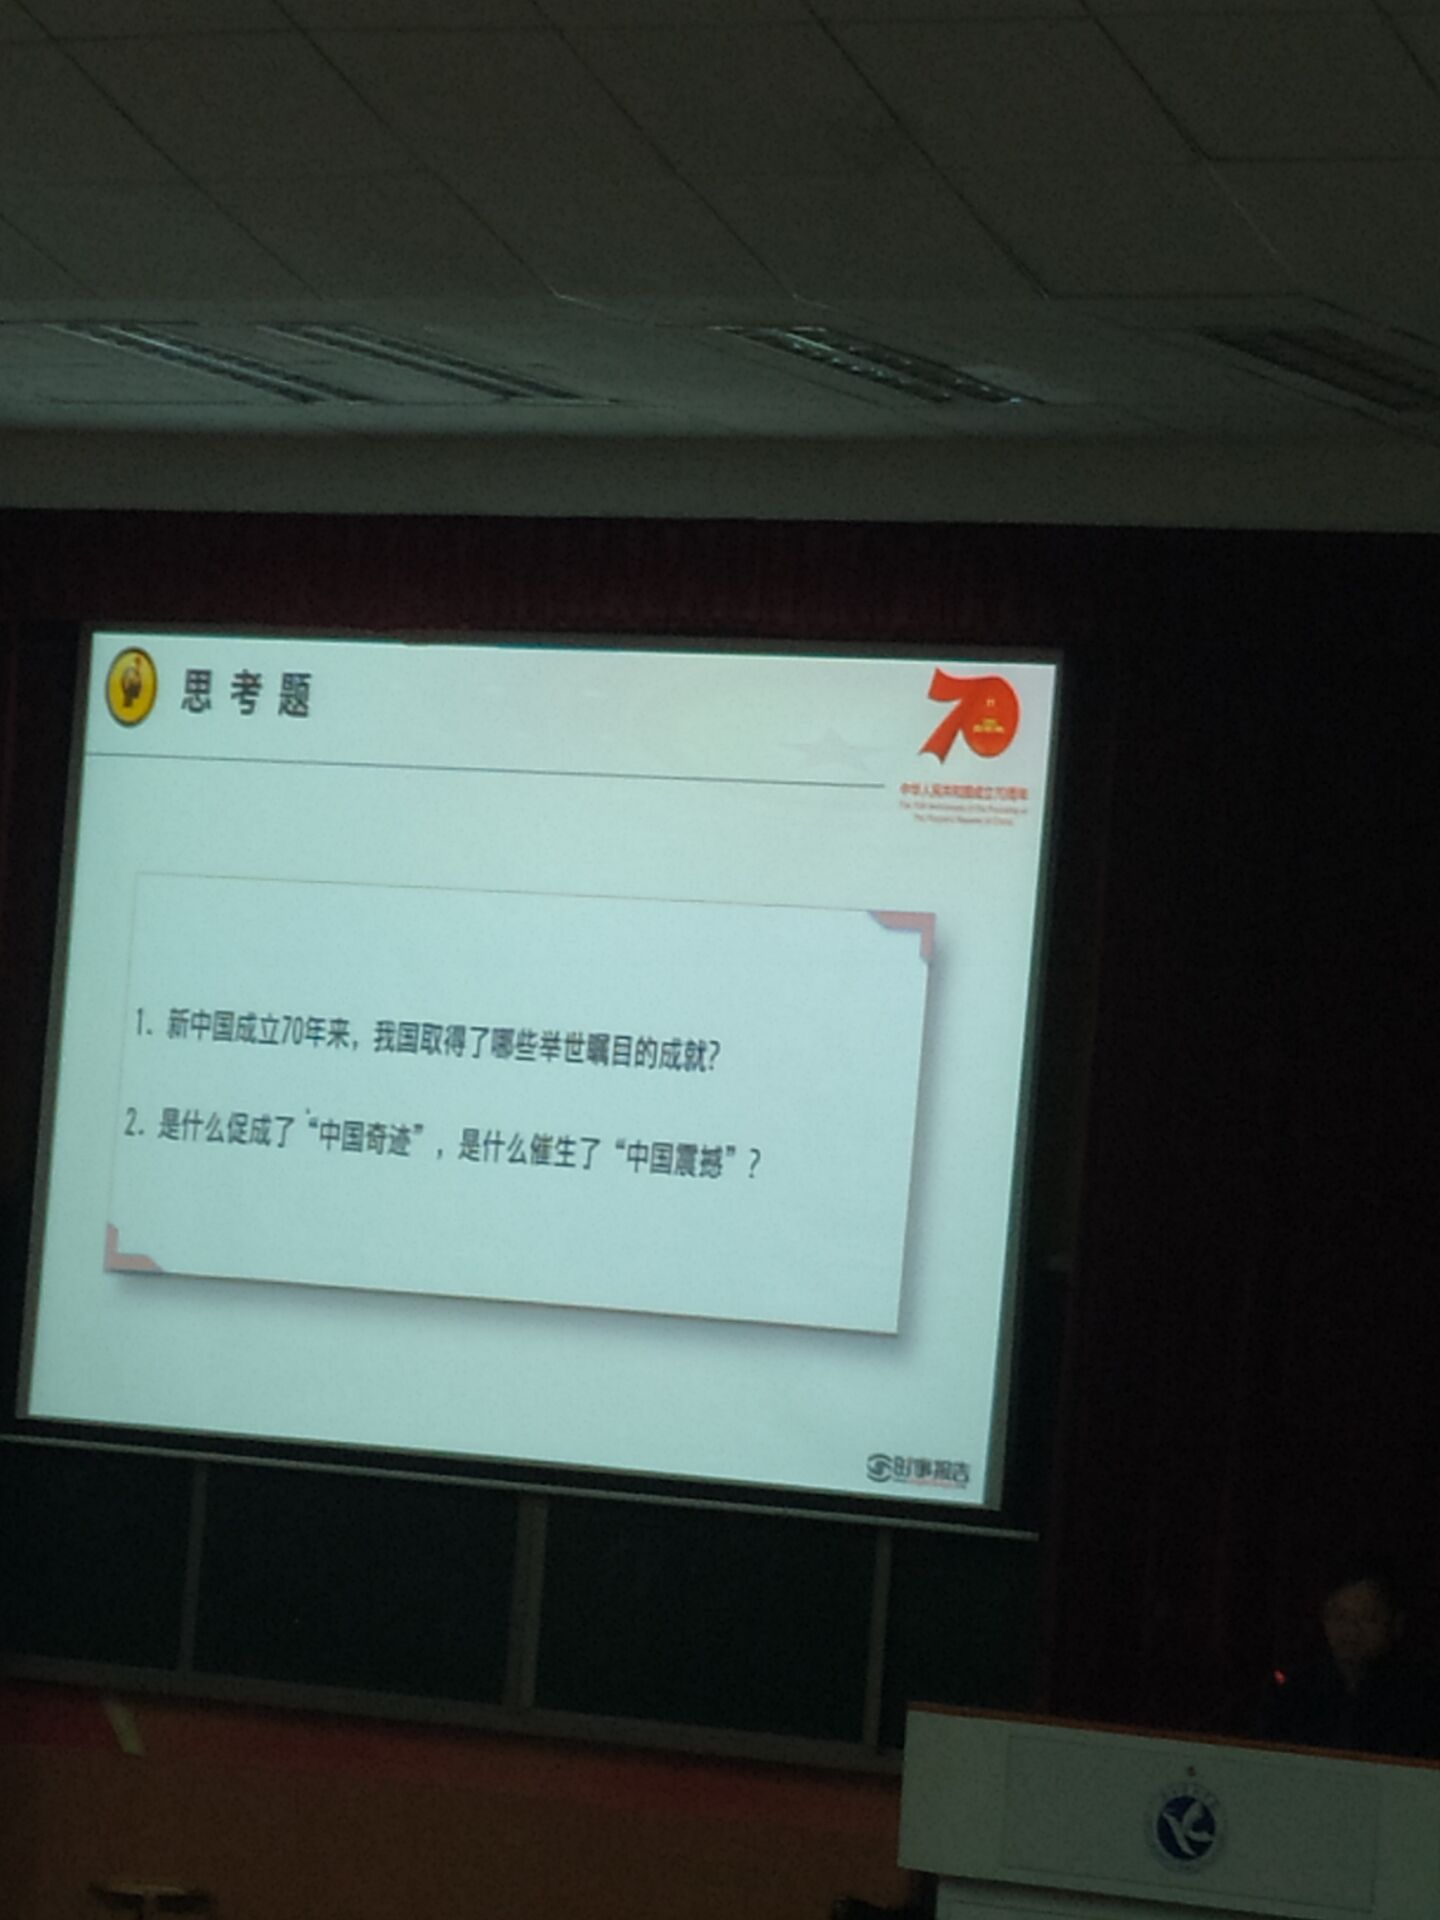 思考题
70
中华人民共和国成立70周年
1. 新中国成立70年来，我国取得了哪些举世瞩目的成就？
2. 是什么促成了“中国奇迹”，是什么催生了“中国震撼”？
时事报告